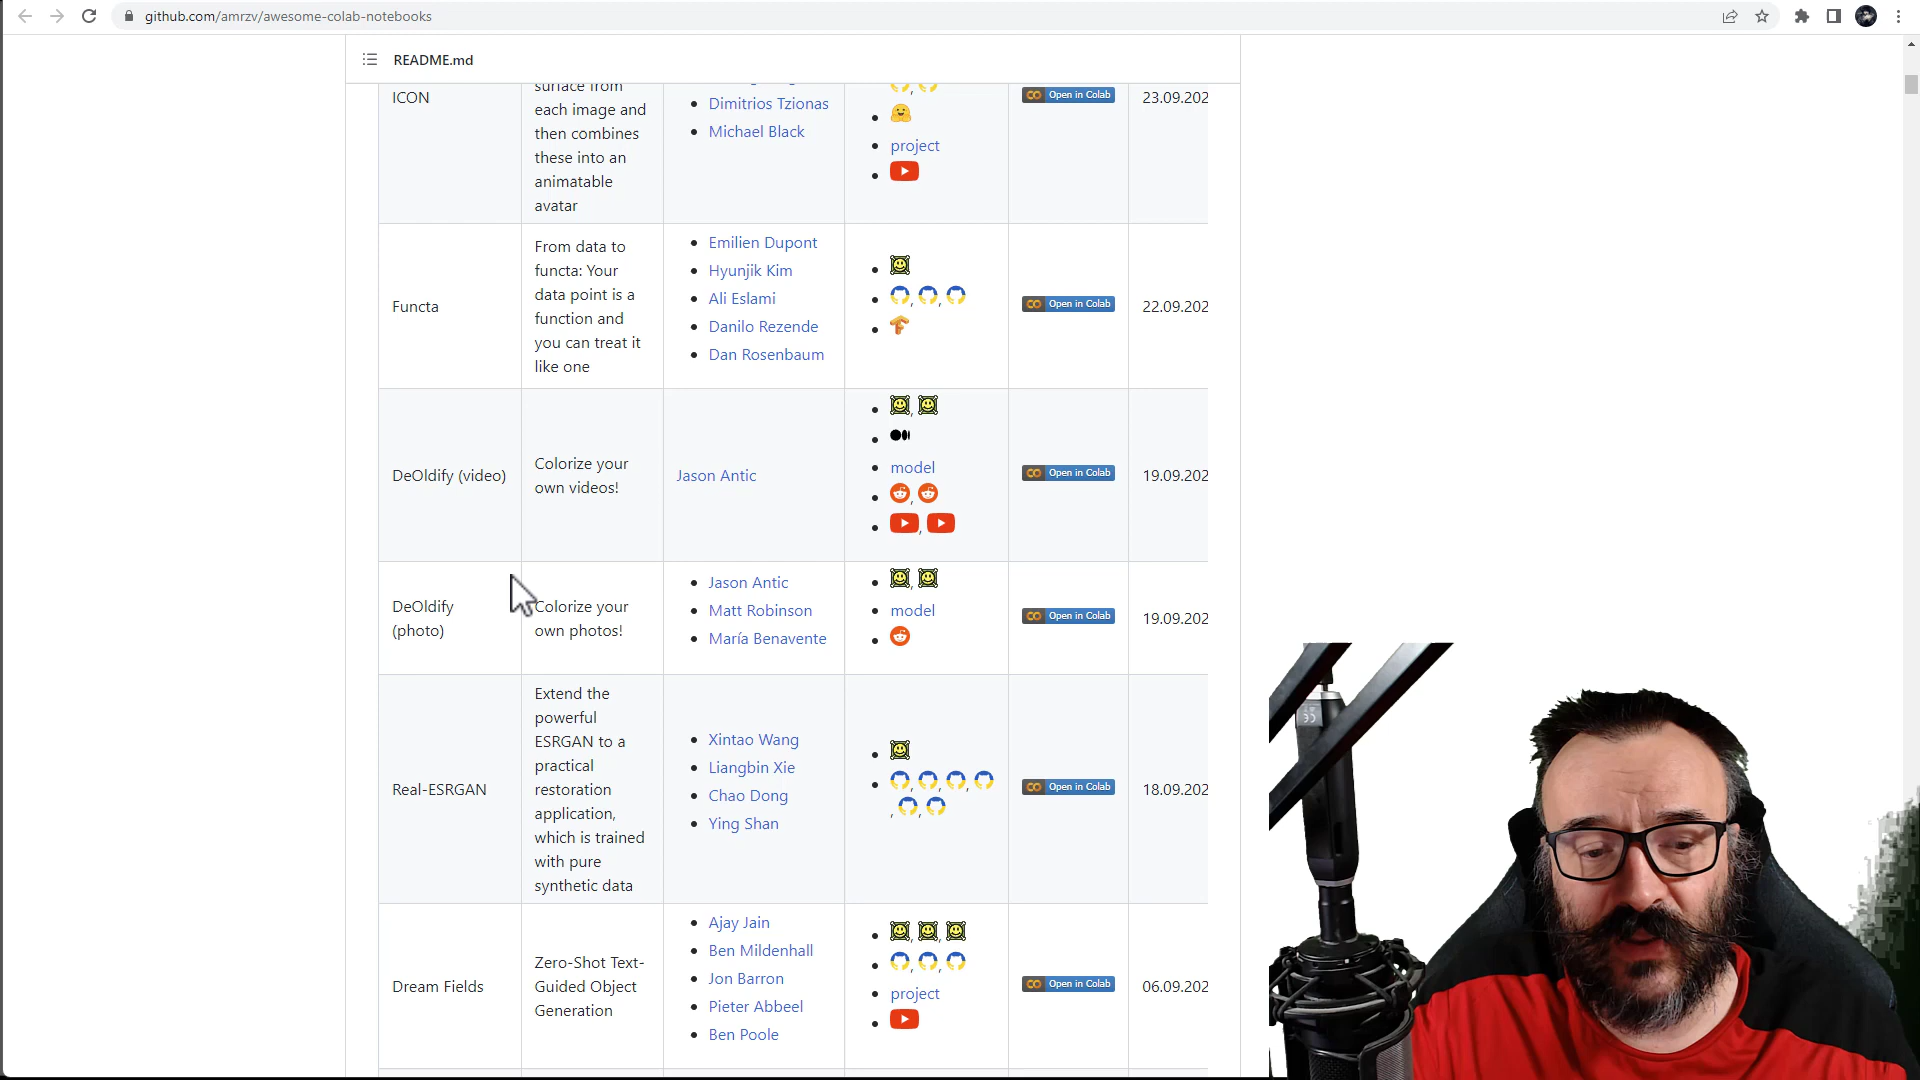 github.com/amrzv/awesome-colab-notebooks
README.md
ICON
surface from
each image and
then combines
these into an
animatable
avatar
Dimitrios Tzionas
Michael Black
project
Open in Colab
23.09.202
Functa
From data to
functa: Your
data point is a
function and
you can treat it
like one
Emilien Dupont
Hyunjik Kim
Ali Eslami
Danilo Rezende
Dan Rosenbaum
Open in Colab
22.09.202
DeOldify (video)
Colorize your
own videos!
Jason Antic
model
Open in Colab
19.09.202
DeOldify
(photo)
Colorize your
own photos!
Jason Antic
Matt Robinson
María Benavente
model
Open in Colab
19.09.202
Real-ESRGAN
Extend the
powerful
ESRGAN to a
practical
restoration
application,
which is trained
with pure
synthetic data
Xintao Wang
Liangbin Xie
Chao Dong
Ying Shan
Open in Colab
18.09.202
Dream Fields
Zero-Shot Text-
Guided Object
Generation
Ajay Jain
Ben Mildenhall
Jon Barron
Pieter Abbeel
Ben Poole
project
Open in Colab
06.09.202